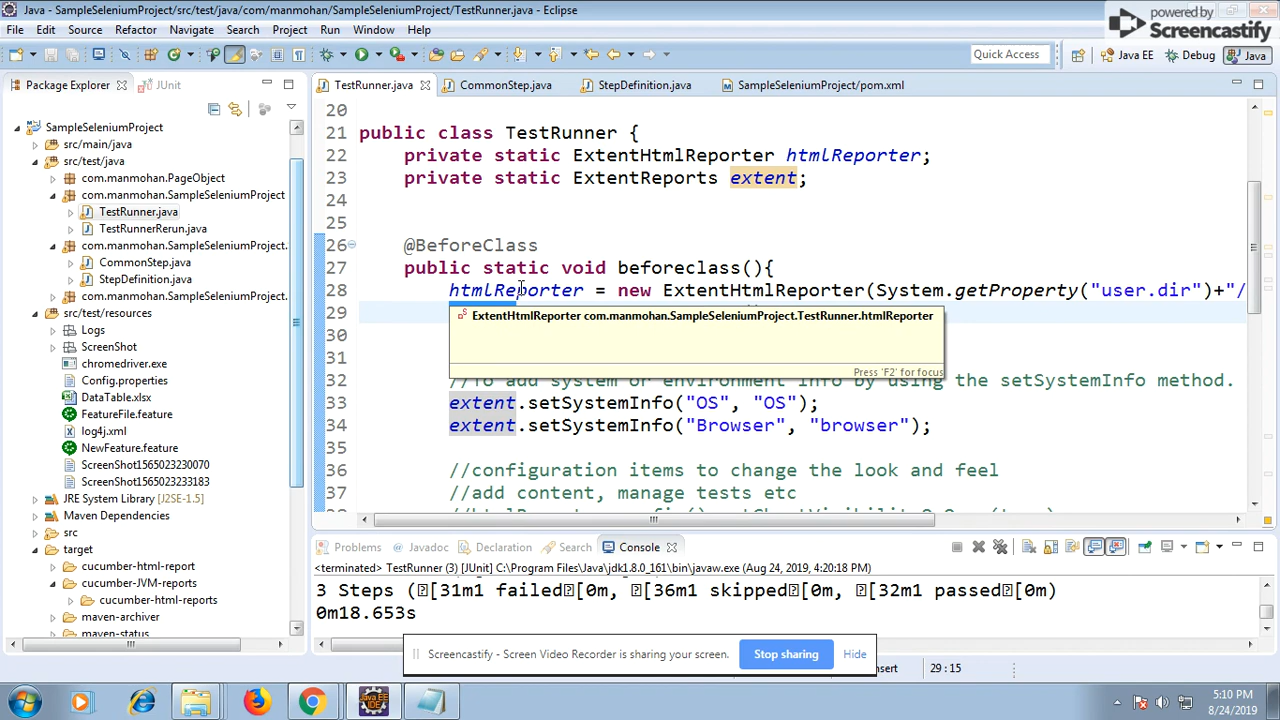 Java - SampleSeleniumProject/src/test/java/com/manmohan/SampleSeleniumProject/TestRunner.java - Eclipse
powered by
Screencastify
File Edit Source Refactor Navigate Search Project Run Window Help
Quick Access
Java EE
Debug
Java
Package Explorer
JUnit
SampleSeleniumProject
src/main/java
src/test/java
com.manmohan.PageObject
com.manmohan.SampleSeleniumProject
TestRunner.java
TestRunnerRerun.java
com.manmohan.SampleSeleniumProject.
CommonStep.java
StepDefinition.java
com.manmohan.SampleSeleniumProject.
src/test/resources
Logs
ScreenShot
chromedriver.exe
Config.properties
DataTable.xlsx
FeatureFile.feature
log4j.xml
NewFeature.feature
ScreenShot1565023230070
ScreenShot1565023233183
JRE System Library [J2SE-1.5]
Maven Dependencies
src
target
cucumber-html-report
cucumber-JVM-reports
cucumber-html-reports
maven-archiver
maven-status
TestRunner.java
CommonStep.java
StepDefinition.java
SampleSeleniumProject/pom.xml
20
21 public class TestRunner {
22 private static ExtentHtmlReporter htmlReporter;
23 private static ExtentReports extent;
24
25
26 @BeforeClass
27 public static void beforeclass(){
28 htmlReporter = new ExtentHtmlReporter(System.getProperty("user.dir")+"/
29
ExtentHtmlReporter com.manmohan.SampleSeleniumProject.TestRunner.htmlReporter
30
31
Press 'F2' for focus
32 //To add system or environment info by using the setSystemInfo method.
33 extent.setSystemInfo("OS", "OS");
34 extent.setSystemInfo("Browser", "browser");
35
36 //configuration items to change the look and feel
37 //add content, manage tests etc
Problems
Javadoc
Declaration
Search
Console
<terminated> TestRunner (3) [JUnit] C:\Program Files\Java\jdk1.8.0_161\bin\javaw.exe (Aug 24, 2019, 4:20:18 PM)
3 Steps ([31m1 failed[0m, [36m1 skipped[0m, [32m1 passed[0m)
0m18.653s
Screencastify - Screen Video Recorder is sharing your screen.
Stop sharing
Hide
29 : 15
Java EE
IDE
5:10 PM
8/24/2019